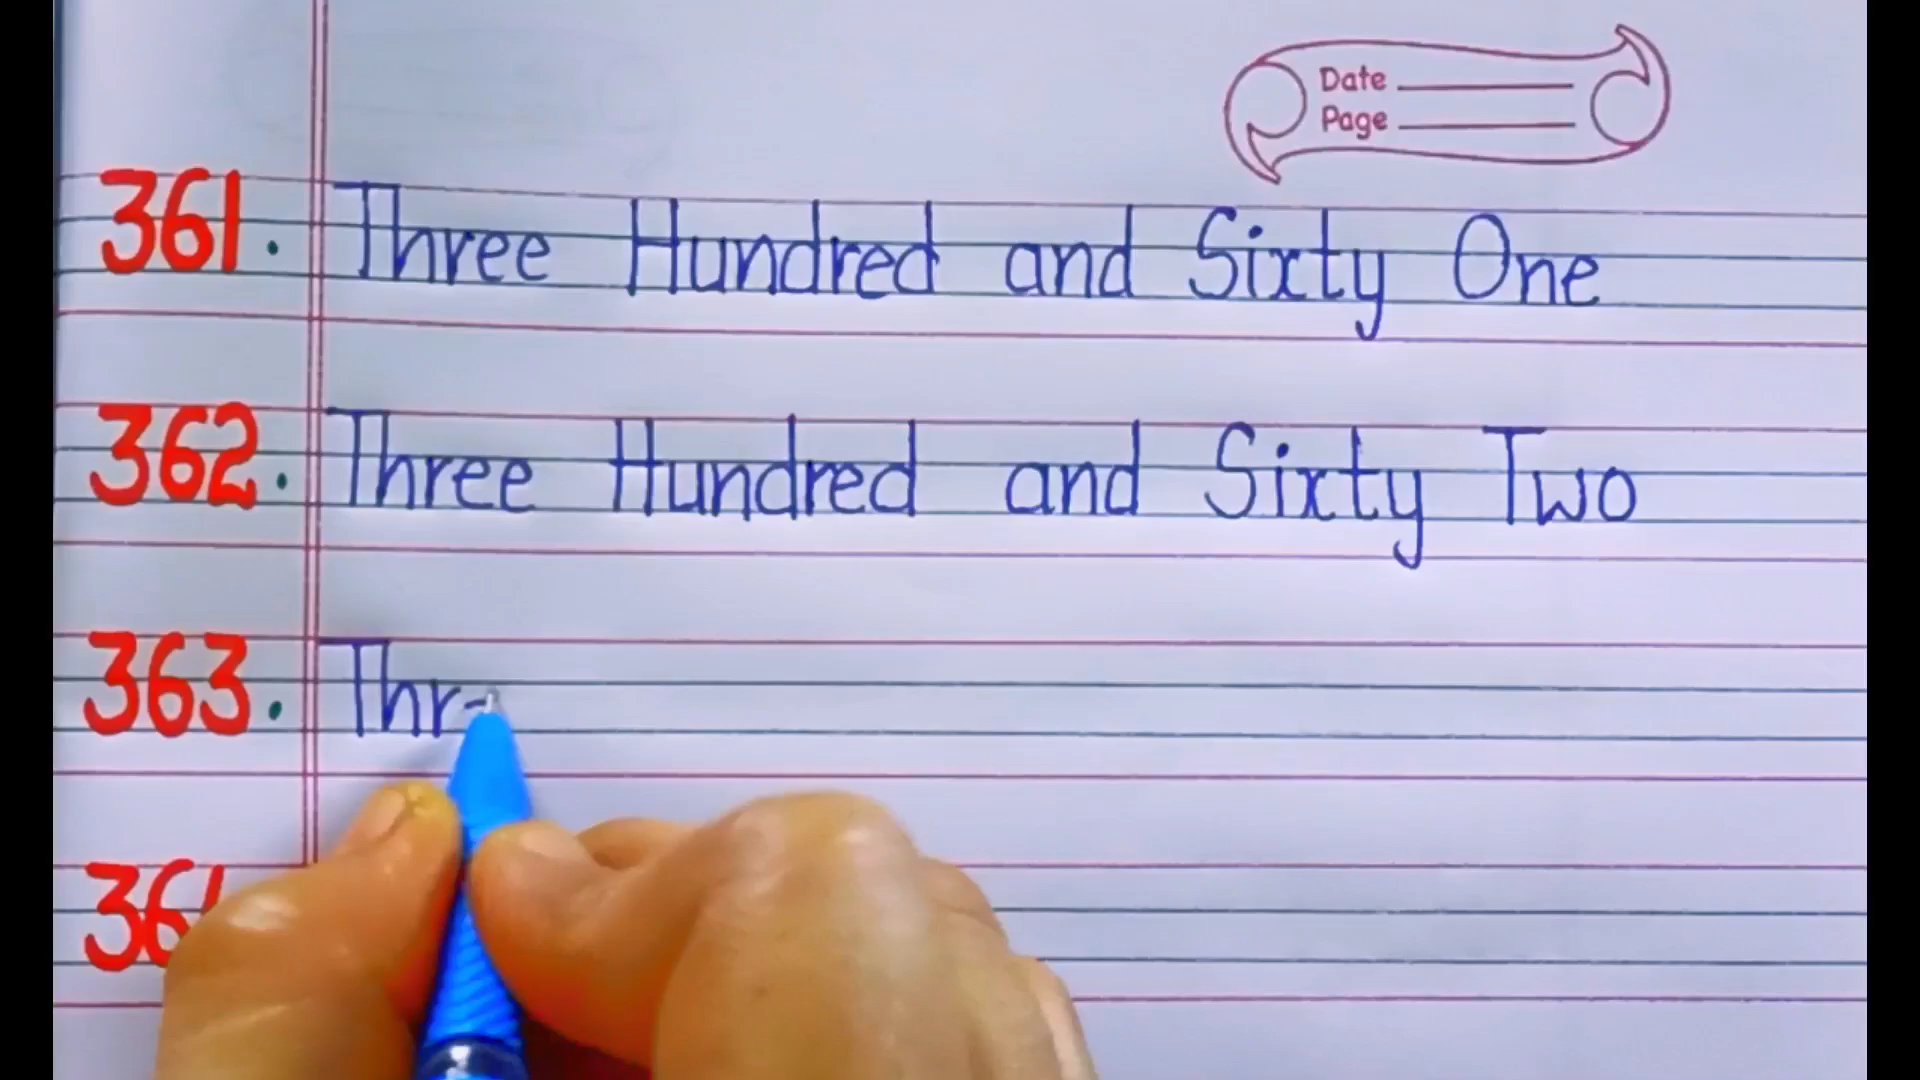 Date
Page
361. Three Hundred and Sixty One
362. Three Hundred and Sixty Two
363. Thr